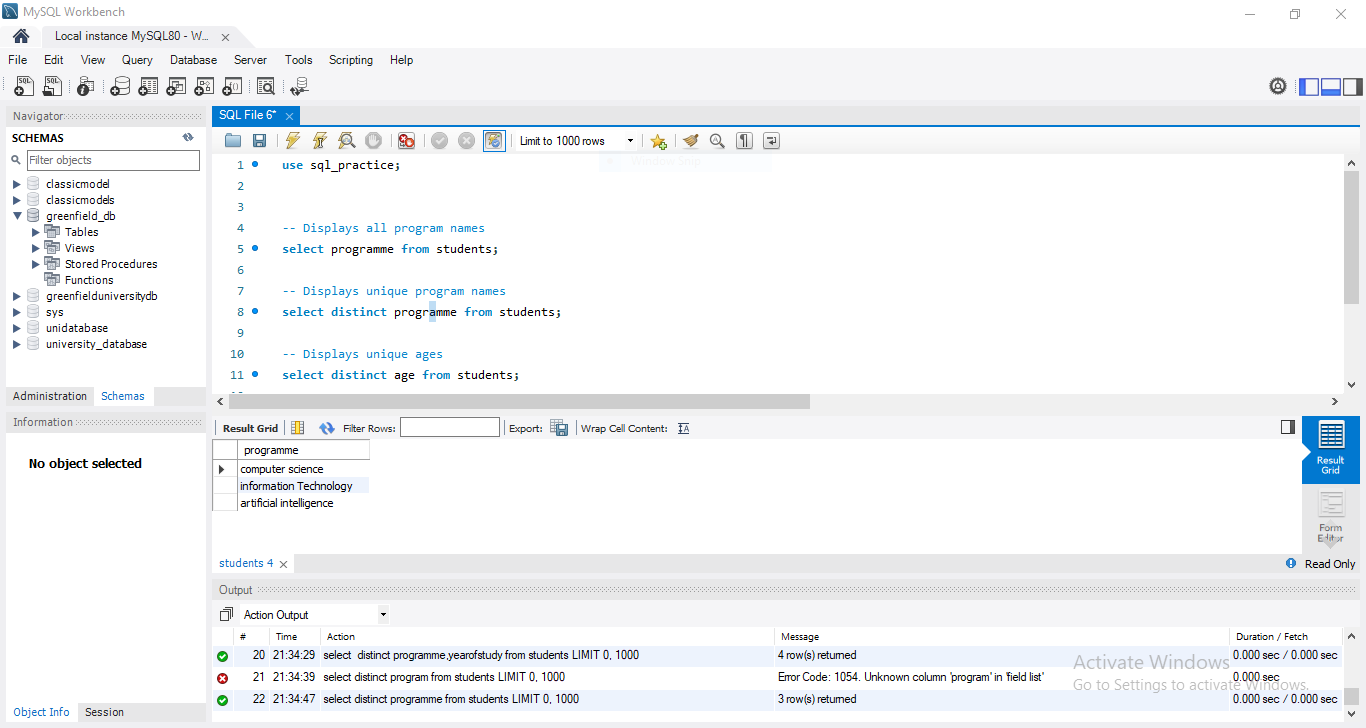 MySQL Workbench
Local instance MySQL80 - W...
File Edit View Query Database Server Tools Scripting Help
Navigator
SCHEMAS
Filter objects
classicmodel
classicmodels
greenfield_db
Tables
Views
Stored Procedures
Functions
greenfielduniversitydb
sys
unidatabase
university_database
Administration Schemas
Information
No object selected
Object Info Session
SQL File 6*
Limit to 1000 rows
1 use sql_practice;
2
3
4 -- Displays all program names
5 select programme from students;
6
7 -- Displays unique program names
8 select distinct programme from students;
9
10 -- Displays unique ages
11 select distinct age from students;
Result Grid Filter Rows: Export: Wrap Cell Content:
programme
computer science
information Technology
artificial intelligence
Result
Grid
Form
Editor
students 4
Read Only
Output
Action Output
# Time Action Message Duration / Fetch
20 21:34:29 select distinct programme,yearofstudy from students LIMIT 0, 1000 4 row(s) returned 0.000 sec / 0.000 sec
21 21:34:39 select distinct program from students LIMIT 0, 1000 Error Code: 1054. Unknown column 'program' in 'field list' 0.000 sec
22 21:34:47 select distinct programme from students LIMIT 0, 1000 3 row(s) returned 0.000 sec / 0.000 sec
Activate Windows
Go to Settings to activate Windows.